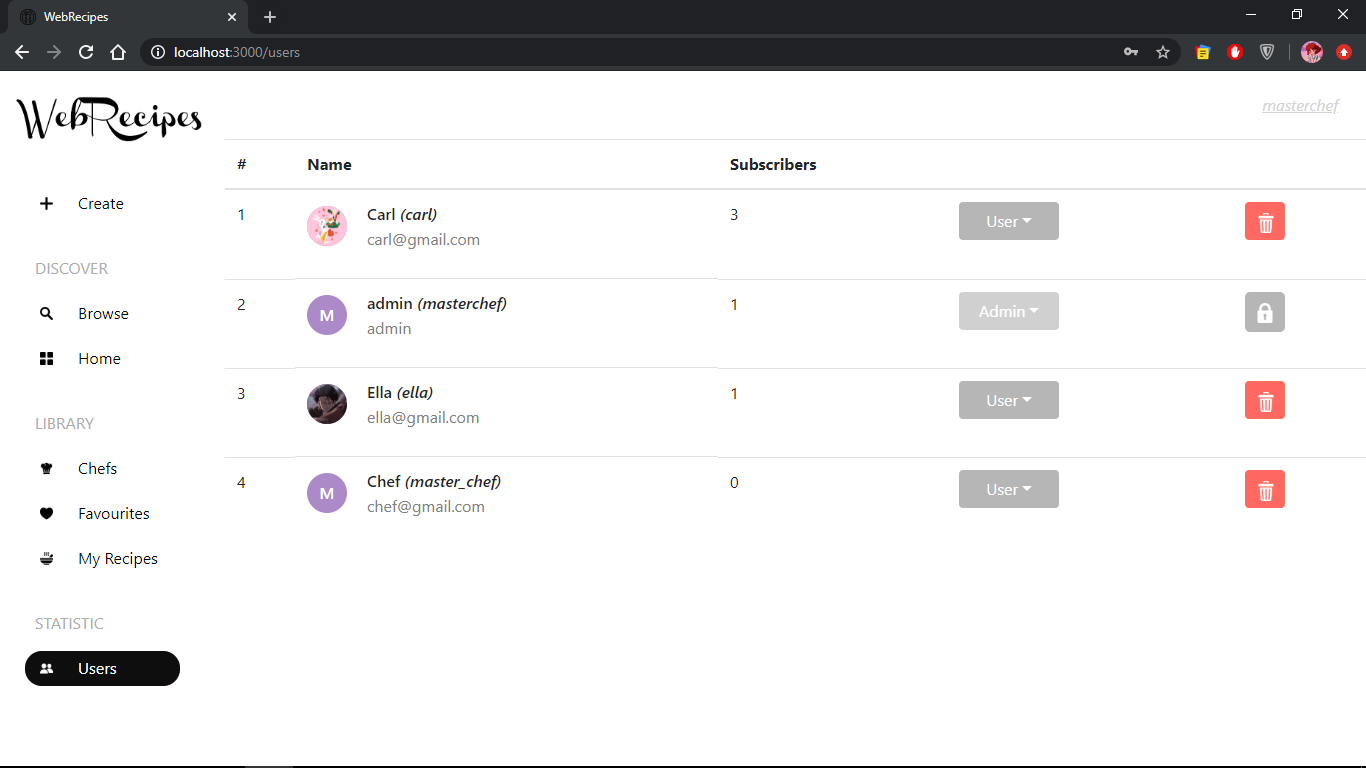 WebRecipes
localhost:3000/users
WebRecipes
masterchef
Create
DISCOVER
Browse
Home
LIBRARY
Chefs
Favourites
My Recipes
STATISTIC
Users
# Name Subscribers
1 Carl (carl) 3 User
carl@gmail.com
2 M admin (masterchef) 1 Admin
admin
3 Ella (ella) 1 User
ella@gmail.com
4 M Chef (master_chef) 0 User
chef@gmail.com